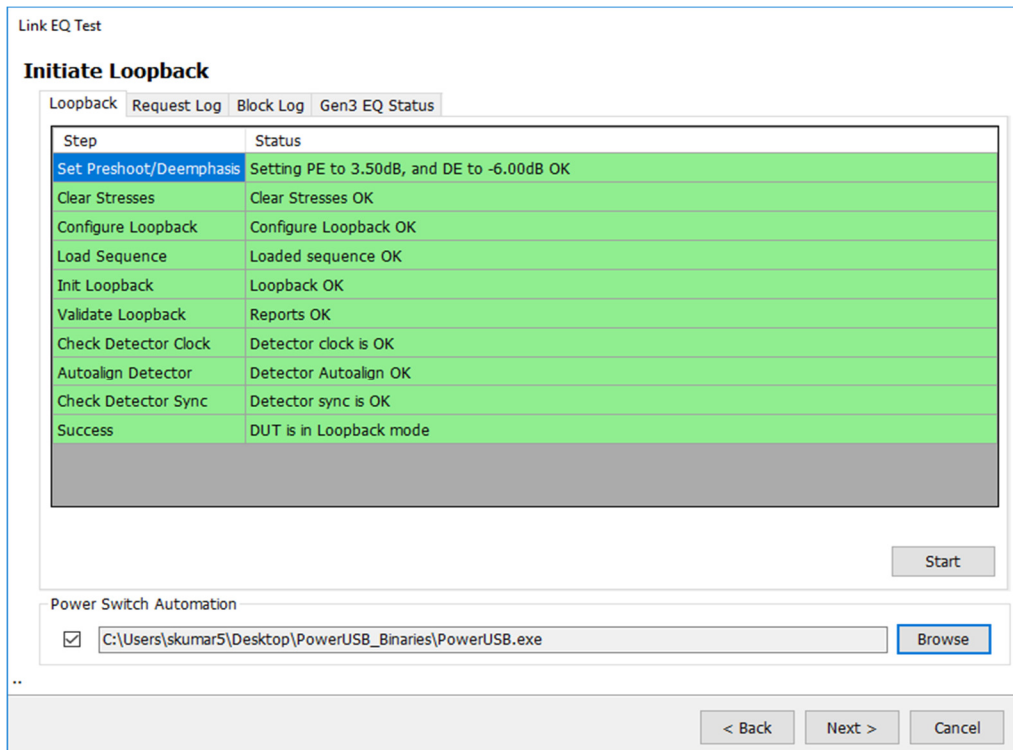 Link EQ Test
Initiate Loopback
Loopback Request Log Block Log Gen3 EQ Status
Step Status
Set Preshoot/Deemphasis Setting PE to 3.50dB, and DE to -6.00dB OK
Clear Stresses Clear Stresses OK
Configure Loopback Configure Loopback OK
Load Sequence Loaded sequence OK
Init Loopback Loopback OK
Validate Loopback Reports OK
Check Detector Clock Detector clock is OK
Autoalign Detector Detector Autoalign OK
Check Detector Sync Detector sync is OK
Success DUT is in Loopback mode
Start
Power Switch Automation
C:\Users\skumar5\Desktop\PowerUSB_Binaries\PowerUSB.exe Browse
..
< Back Next > Cancel